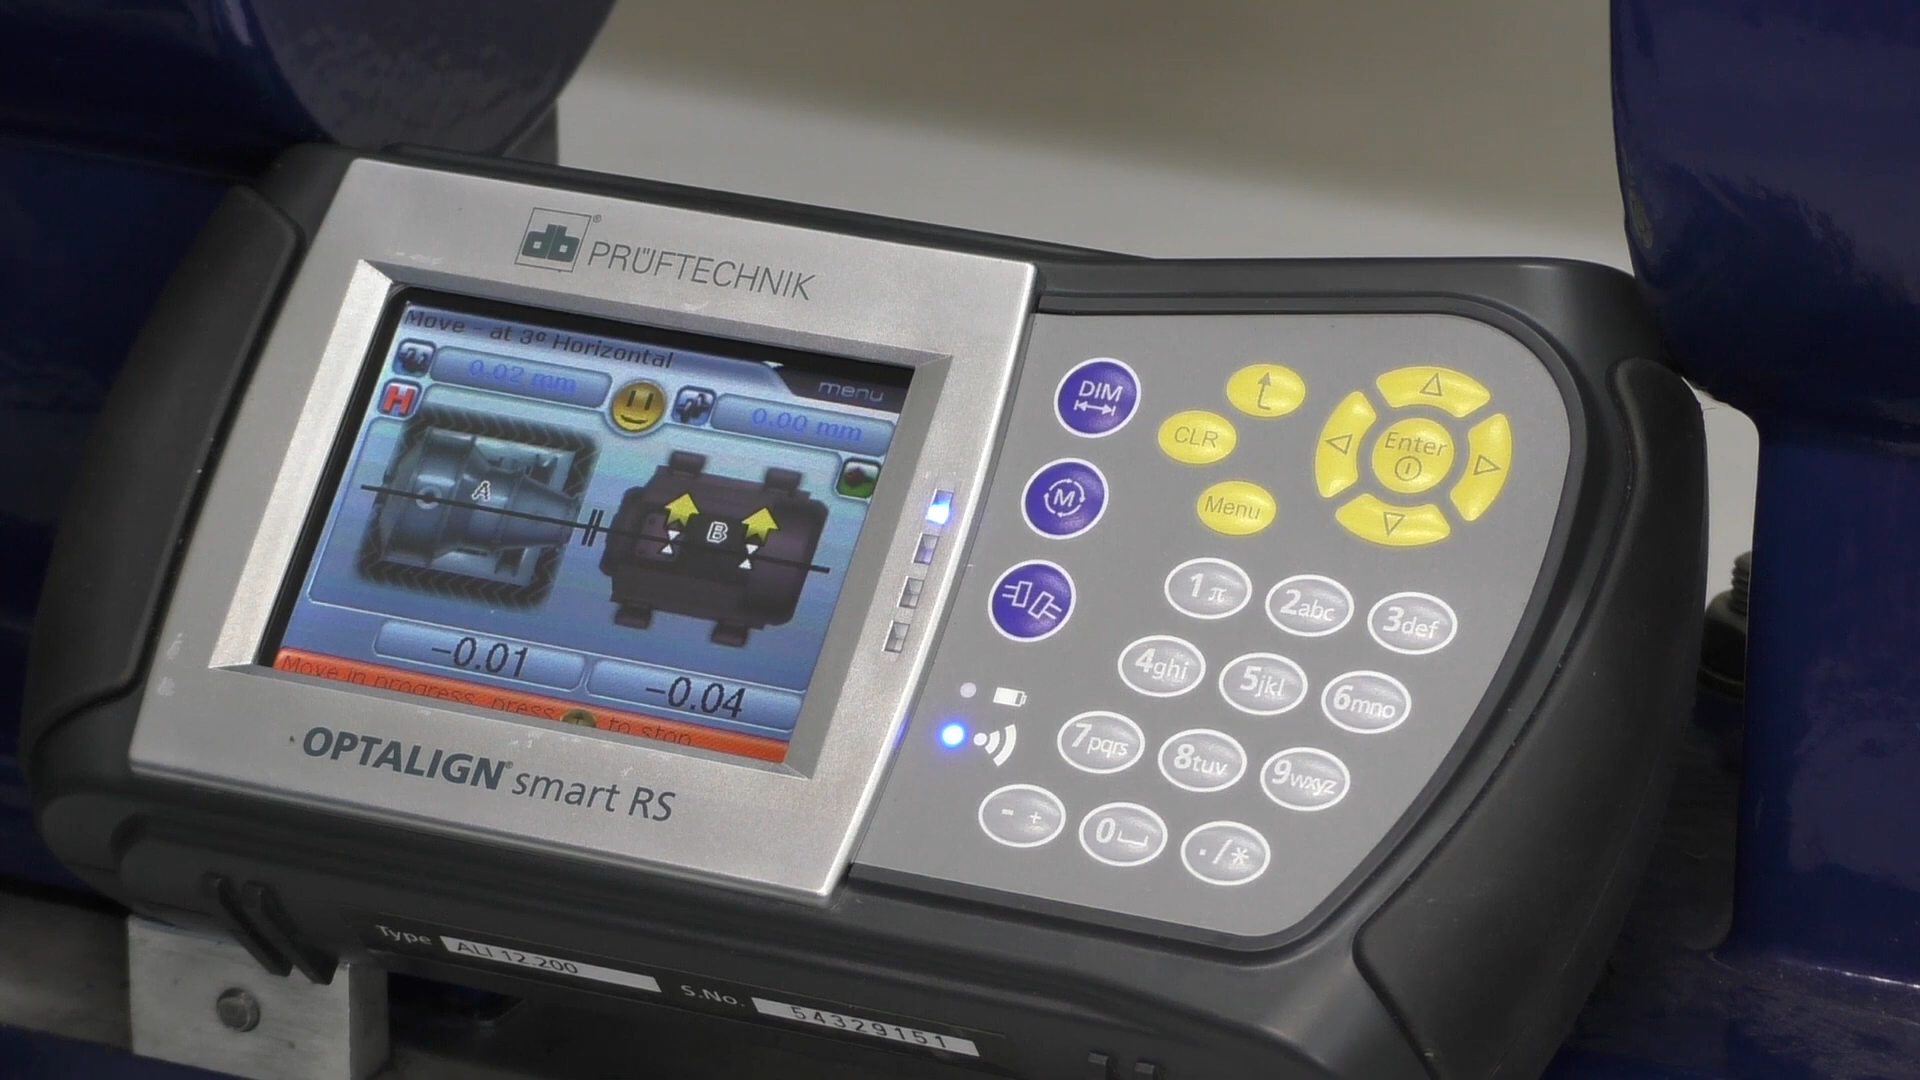 db® PRÜFTECHNIK
Move - at 3º Horizontal
menu
0.02 mm
0.00 mm
H
A
B
-0.01
-0.04
Move in progress, press to stop
OPTALIGN® smart RS
DIM
CLR
M
Menu
Enter
1 π
2abc
3def
4ghi
5jkl
6mno
7pqrs
8tuv
9wxyz
- +
0
. / *
Type ALI 12.200
S.No. 54329151